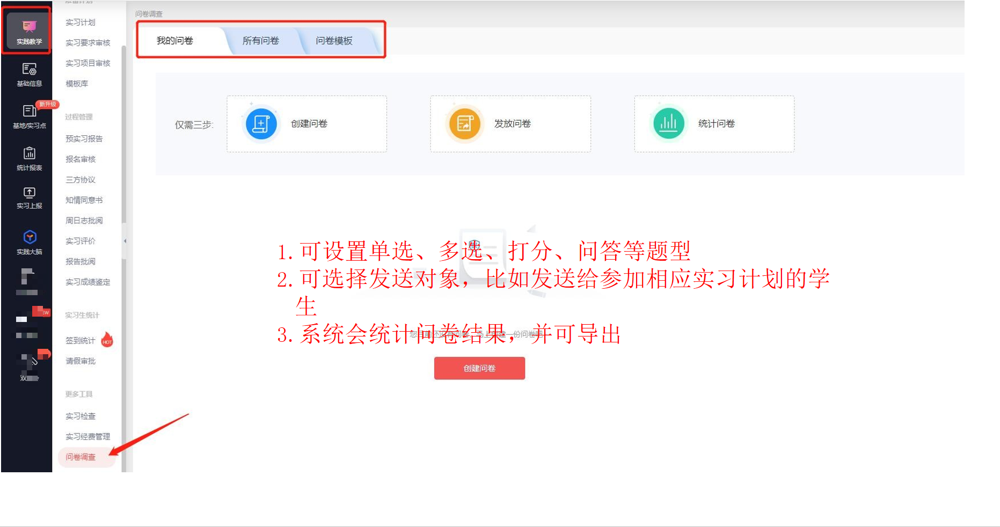 实践教学
基础信息
新升级
基地/实习点
统计报表
实习上报
实践大脑
实习计划
实习要求审核
实习项目审核
模板库
过程管理
预实习报告
报名审核
三方协议
知情同意书
周日志批阅
实习评价
报告批阅
实习成绩鉴定
实习生统计
签到统计
HOT
请假审批
更多工具
实习检查
实习经费管理
问卷调查
问卷调查
我的问卷
所有问卷
问卷模板
仅需三步:
创建问卷
发放问卷
统计问卷
1.可设置单选、多选、打分、问答等题型
2.可选择发送对象，比如发送给参加相应实习计划的学
生
3.系统会统计问卷结果，并可导出
创建问卷